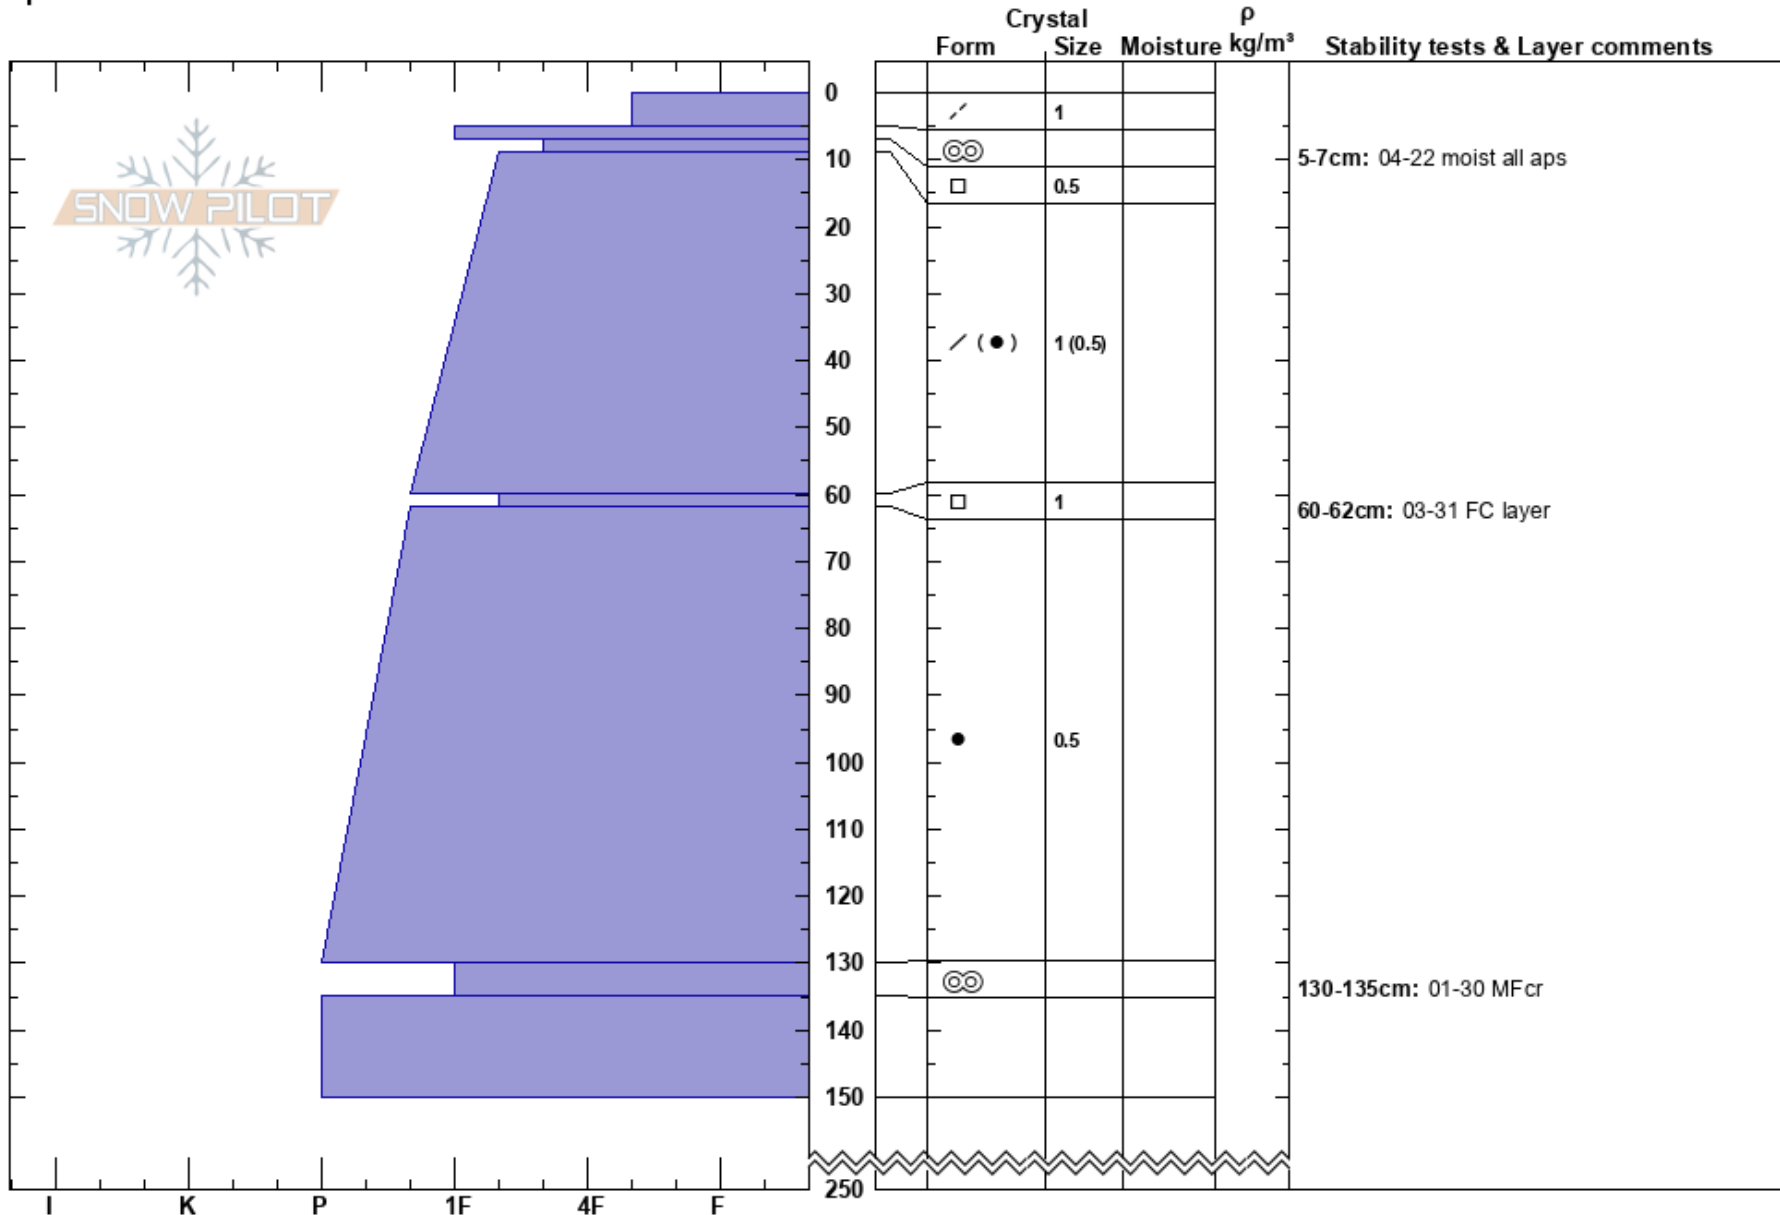 Crystal ρ
Form Size Moisture kg/m³ Stability tests & Layer comments
0
1
SNOW PILOT
10
5-7cm: 04-22 moist all aps
0.5
20
30
( ) 1 (0.5)
40
50
60
1
60-62cm: 03-31 FC layer
70
80
90
0.5
100
110
120
130
130-135cm: 01-30 MFcr
140
150
250
I K P 1F 4F F